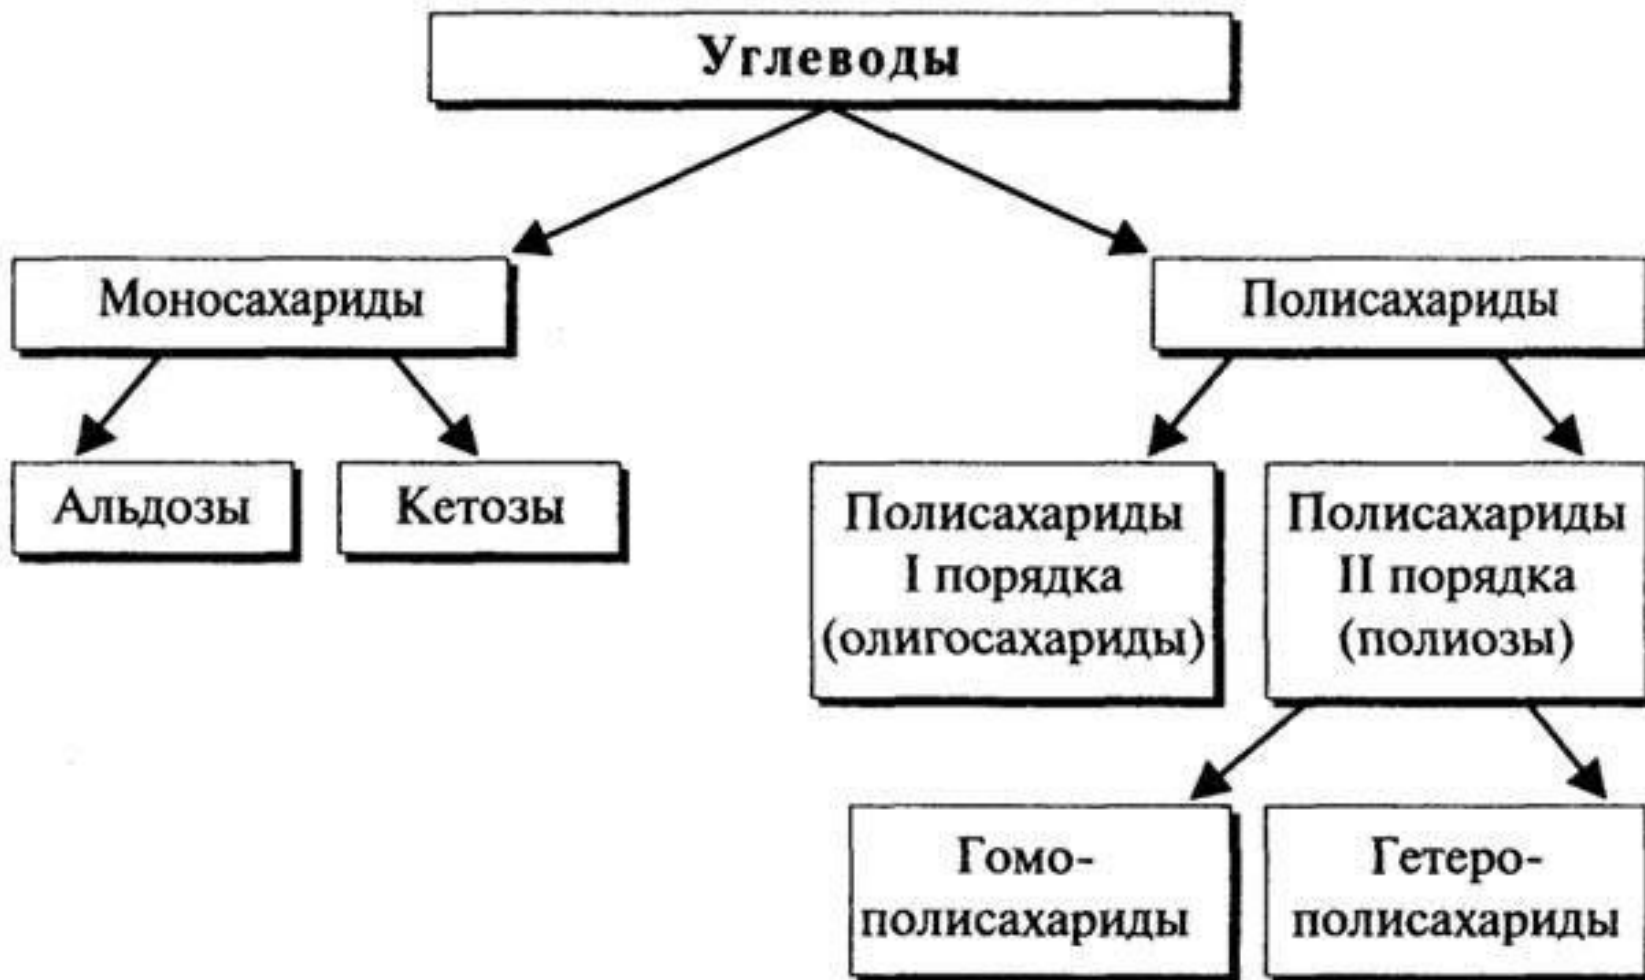 Углеводы
Моносахариды
Полисахариды
Альдозы
Кетозы
Полисахариды
I порядка
(олигосахариды)
Полисахариды
II порядка
(полиозы)
Гомо-
полисахариды
Гетеро-
полисахариды